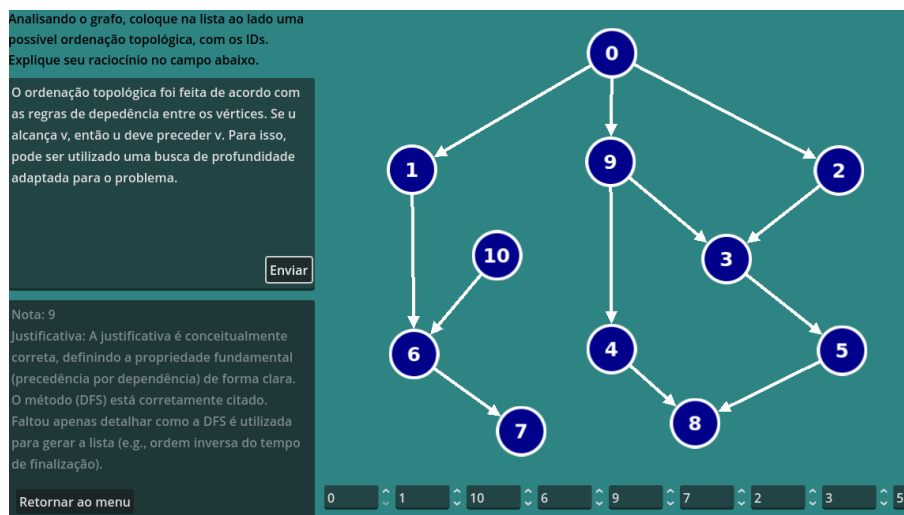 Analisando o grafo, coloque na lista ao lado uma
possível ordenação topológica, com os IDs.
Explique seu raciocínio no campo abaixo.
O ordenação topológica foi feita de acordo com
as regras de depedência entre os vértices. Se u
alcança v, então u deve preceder v. Para isso,
pode ser utilizado uma busca de profundidade
adaptada para o problema.
Enviar
Nota: 9
Justificativa: A justificativa é conceitualmente
correta, definindo a propriedade fundamental
(precedência por dependência) de forma clara.
O método (DFS) está corretamente citado.
Faltou apenas detalhar como a DFS é utilizada
para gerar a lista (e.g., ordem inversa do tempo
de finalização).
Retornar ao menu
0
1
9
2
10
3
6
4
5
8
7
0 1 10 6 9 7 2 3 5